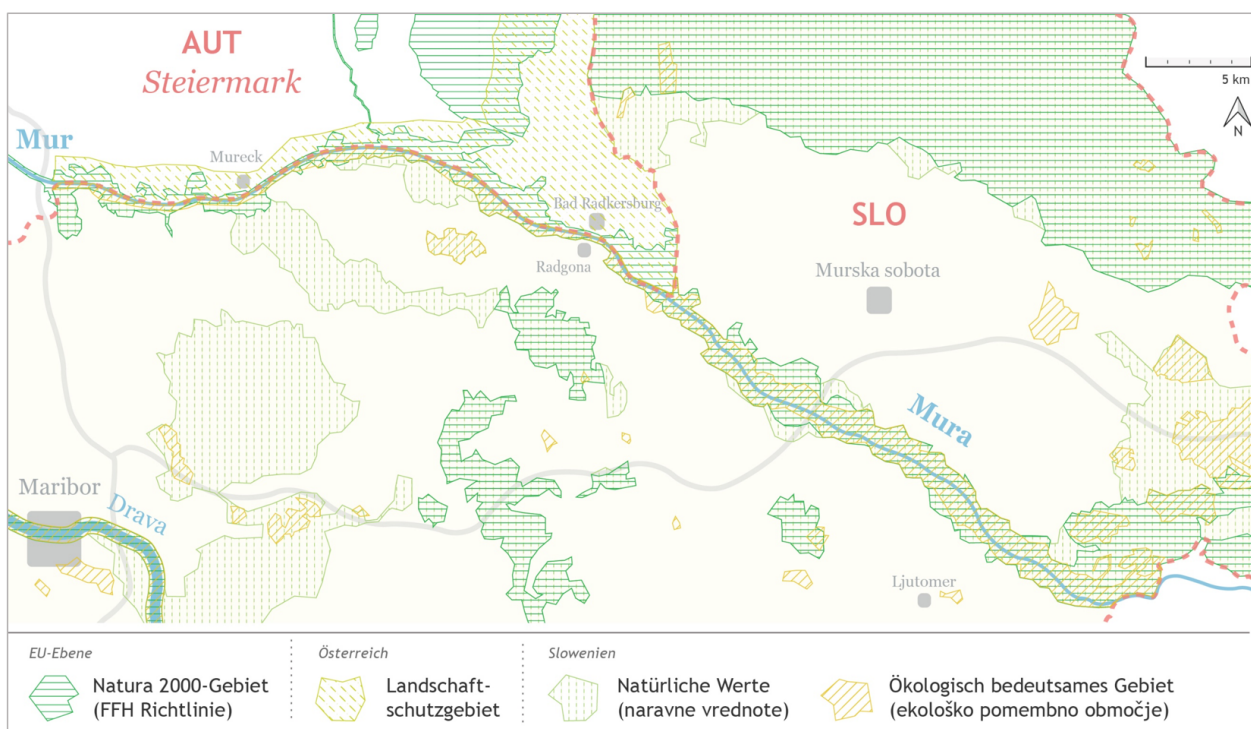 AUT
Steiermark
5 km
N
Mur
Mureck
Bad Radkersburg
SLO
Radgona
Murska sobota
Mura
Maribor
Drava
Ljutomer
EU-Ebene
Österreich
Slowenien
Natura 2000-Gebiet
(FFH Richtlinie)
Landschaft-
schutzgebiet
Natürliche Werte
(naravne vrednote)
Ökologisch bedeutsames Gebiet
(ekološko pomembno območje)